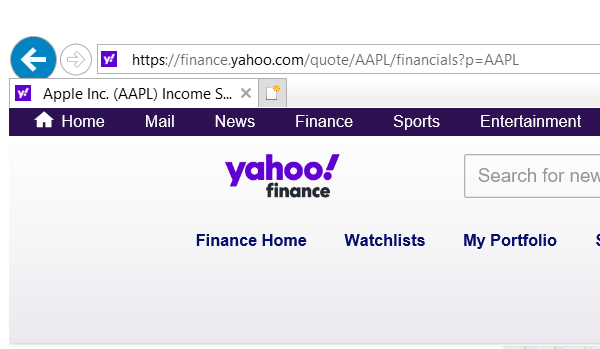 https://finance.yahoo.com/quote/AAPL/financials?p=AAPL
Apple Inc. (AAPL) Income S...
Home Mail News Finance Sports Entertainment
yahoo!
finance
Search for new
Finance Home Watchlists My Portfolio S